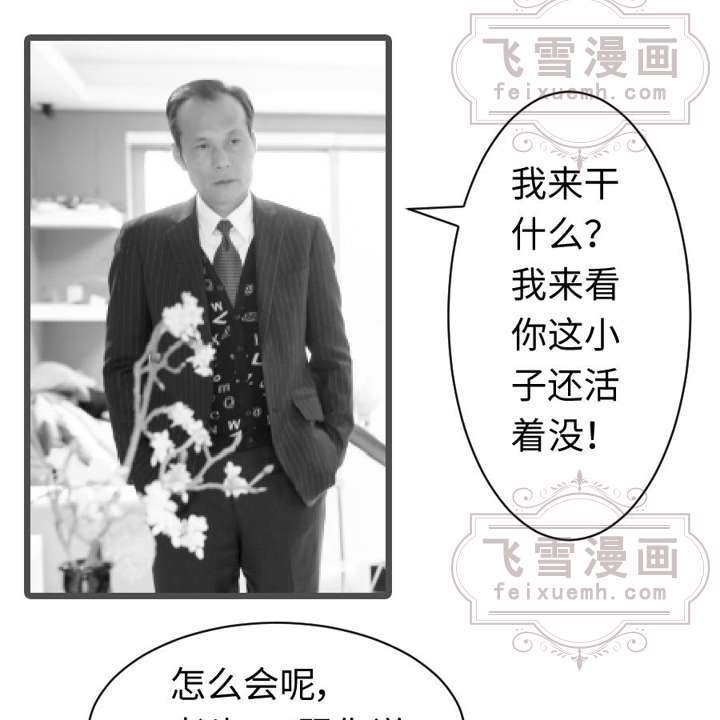 飞雪漫画
feixuemh.com
我来干
什么？
我来看
你这小
子还活
着没！
飞雪漫画
feixuemh.com
怎么会呢，